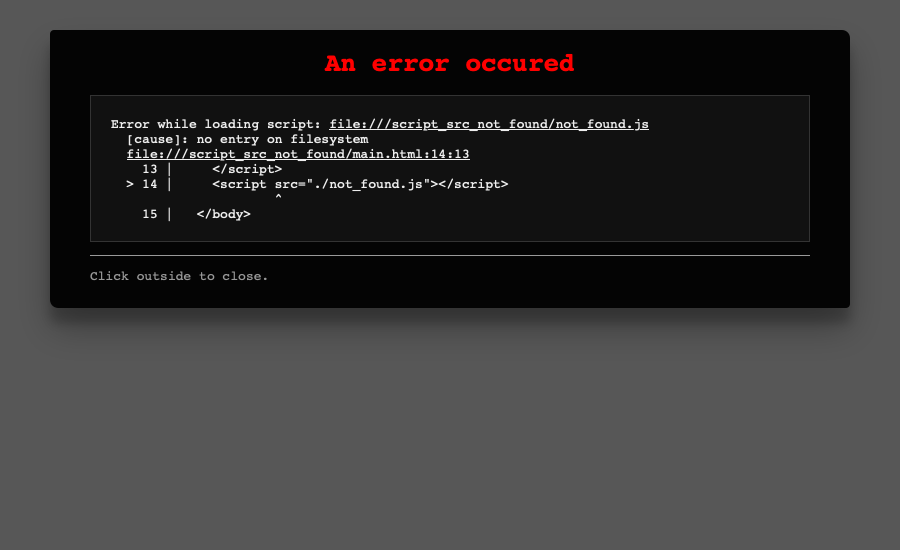 An error occured
Error while loading script: file:///script_src_not_found/not_found.js
  [cause]: no entry on filesystem
  file:///script_src_not_found/main.html:14:13
    13 |     </script>
  > 14 |     <script src="./not_found.js"></script>
                     ^
    15 |   </body>
Click outside to close.